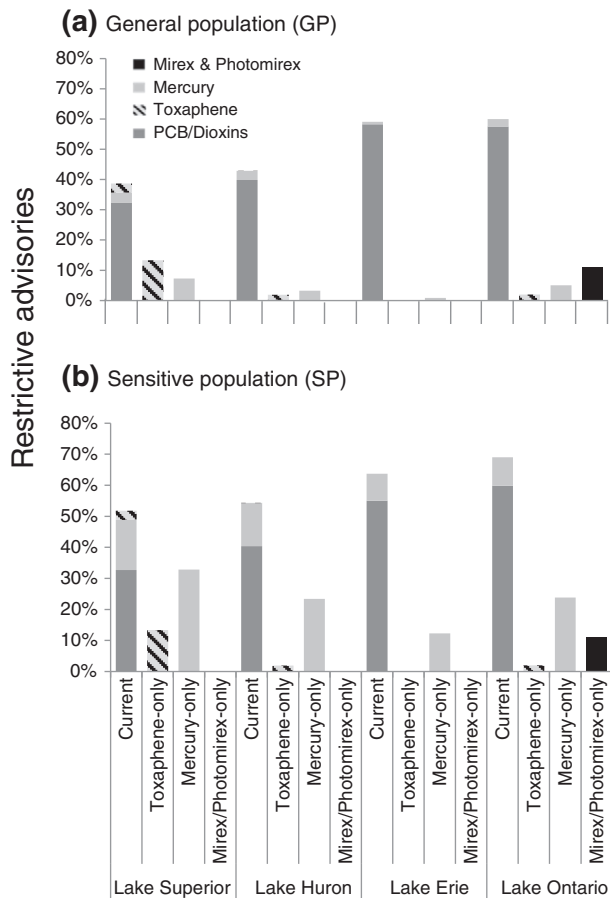 (a) General population (GP)
80%
70%
60%
50%
40%
30%
20%
10%
0%
Mirex & Photomirex
Mercury
Toxaphene
PCB/Dioxins
Restrictive advisories
(b) Sensitive population (SP)
80%
70%
60%
50%
40%
30%
20%
10%
0%
Current
Toxaphene-only
Mercury-only
Mirex/Photomirex-only
Current
Toxaphene-only
Mercury-only
Mirex/Photomirex-only
Current
Toxaphene-only
Mercury-only
Mirex/Photomirex-only
Current
Toxaphene-only
Mercury-only
Mirex/Photomirex-only
Lake Superior
Lake Huron
Lake Erie
Lake Ontario